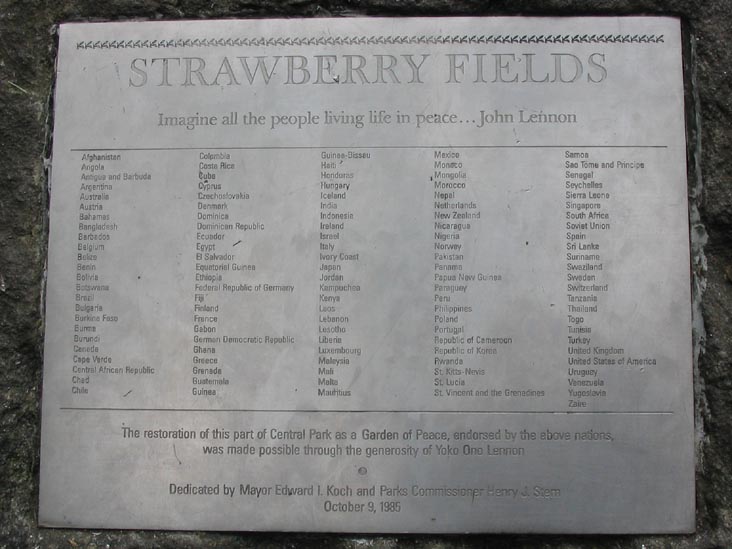 STRAWBERRY FIELDS
Imagine all the people living life in peace... John Lennon
Afghanistan
Angola
Antigua and Barbuda
Argentina
Australia
Austria
Bahamas
Bangladesh
Barbados
Belgium
Belize
Benin
Bolivia
Botswana
Brazil
Bulgaria
Burkina Faso
Burma
Burundi
Canada
Cape Verde
Central African Republic
Chad
Chile
Colombia
Costa Rica
Cuba
Cyprus
Czechoslovakia
Denmark
Dominica
Dominican Republic
Ecuador
Egypt
El Salvador
Equatorial Guinea
Ethiopia
Federal Republic of Germany
Fiji
Finland
France
Gabon
German Democratic Republic
Ghana
Greece
Grenada
Guatemala
Guinea
Guinea-Bissau
Haiti
Honduras
Hungary
Iceland
India
Indonesia
Ireland
Israel
Italy
Ivory Coast
Japan
Jordan
Kampuchea
Kenya
Laos
Lebanon
Lesotho
Liberia
Luxembourg
Malaysia
Mali
Malta
Mauritius
Mexico
Monaco
Mongolia
Morocco
Nepal
Netherlands
New Zealand
Nicaragua
Nigeria
Norway
Pakistan
Panama
Papua New Guinea
Paraguay
Peru
Philippines
Poland
Portugal
Republic of Cameroon
Republic of Korea
Rwanda
St. Kitts-Nevis
St. Lucia
St. Vincent and the Grenadines
Samoa
Sao Tome and Principe
Senegal
Seychelles
Sierra Leone
Singapore
South Africa
Soviet Union
Spain
Sri Lanka
Suriname
Swaziland
Sweden
Switzerland
Tanzania
Thailand
Togo
Tunisia
Turkey
United Kingdom
United States of America
Uruguay
Venezuela
Yugoslavia
Zaire
The restoration of this part of Central Park as a Garden of Peace, endorsed by the above nations,
was made possible through the generosity of Yoko Ono Lennon
Dedicated by Mayor Edward I. Koch and Parks Commissioner Henry J. Stern
October 9, 1985